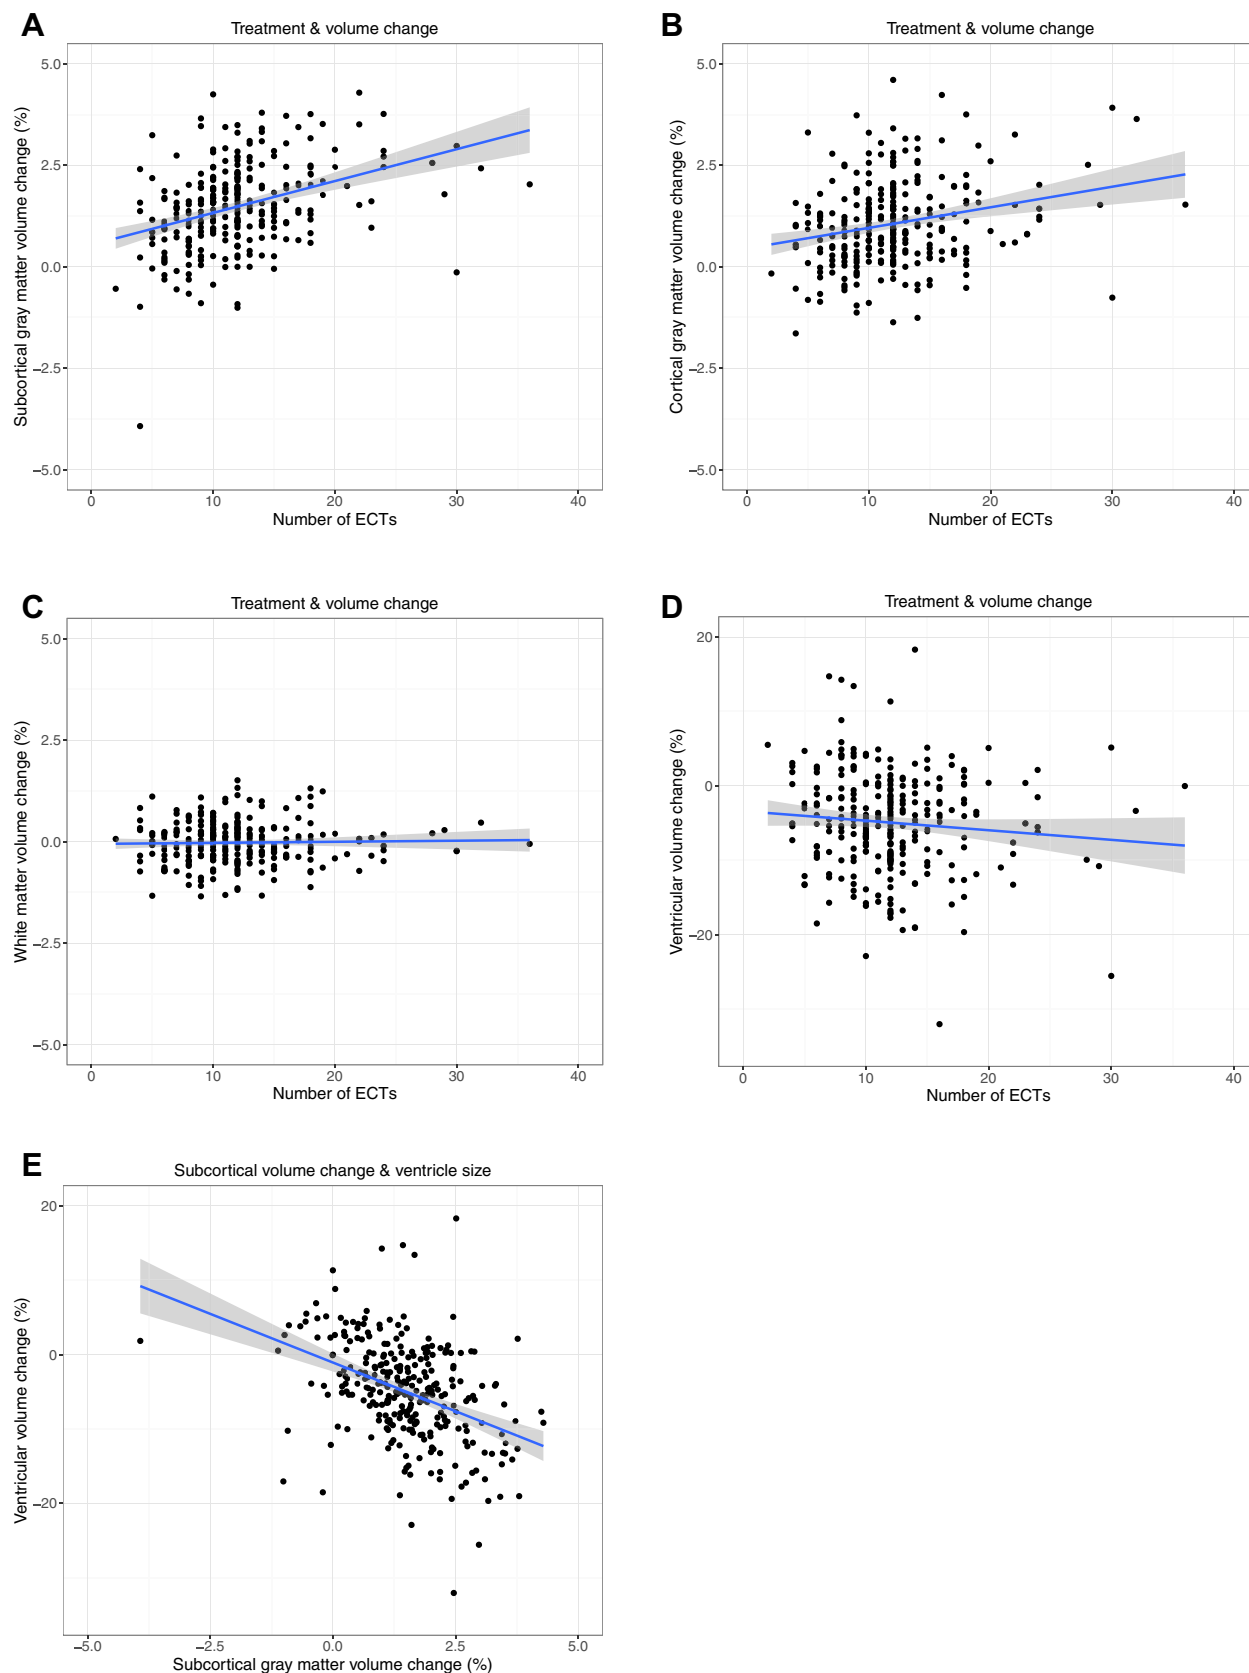 A
Treatment & volume change
5.0
2.5
0.0
−2.5
−5.0
Subcortical gray matter volume change (%)
0 10 20 30 40
Number of ECTs
B
Treatment & volume change
5.0
2.5
0.0
−2.5
−5.0
Cortical gray matter volume change (%)
0 10 20 30 40
Number of ECTs
C
Treatment & volume change
5.0
2.5
0.0
−2.5
−5.0
White matter volume change (%)
0 10 20 30 40
Number of ECTs
D
Treatment & volume change
20
0
−20
Ventricular volume change (%)
0 10 20 30 40
Number of ECTs
E
Subcortical volume change & ventricle size
20
0
−20
Ventricular volume change (%)
−5.0 −2.5 0.0 2.5 5.0
Subcortical gray matter volume change (%)